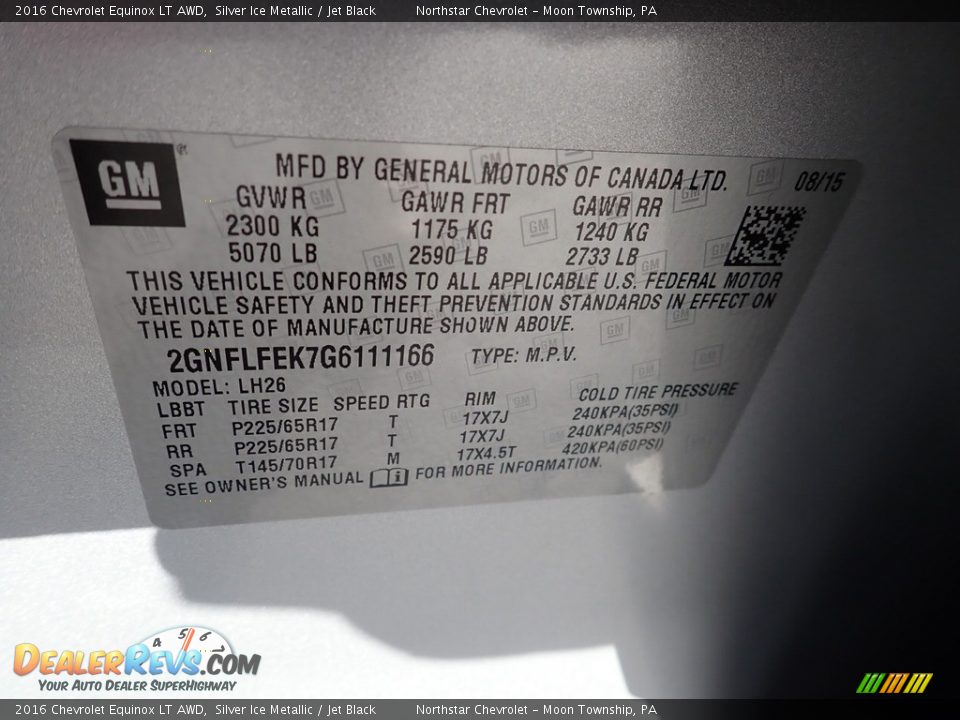 2016 Chevrolet Equinox LT AWD, Silver Ice Metallic / Jet Black Northstar Chevrolet – Moon Township, PA
GM
MFD BY GENERAL MOTORS OF CANADA LTD. 08/15
GVWR GAWR FRT GAWR RR
2300 KG 1175 KG 1240 KG
5070 LB 2590 LB 2733 LB
THIS VEHICLE CONFORMS TO ALL APPLICABLE U.S. FEDERAL MOTOR
VEHICLE SAFETY AND THEFT PREVENTION STANDARDS IN EFFECT ON
THE DATE OF MANUFACTURE SHOWN ABOVE.
2GNFLFEK7G6111166 TYPE: M.P.V.
MODEL: LH26
LBBT TIRE SIZE SPEED RTG RIM COLD TIRE PRESSURE
FRT P225/65R17 T 17X7J 240KPA(35PSI)
RR P225/65R17 T 17X7J 240KPA(35PSI)
SPA T145/70R17 M 17X4.5T 420KPA(60PSI)
SEE OWNER'S MANUAL FOR MORE INFORMATION.
4 5 6
DEALERREVS.COM
YOUR AUTO DEALER SUPERHIGHWAY
2016 Chevrolet Equinox LT AWD, Silver Ice Metallic / Jet Black Northstar Chevrolet – Moon Township, PA